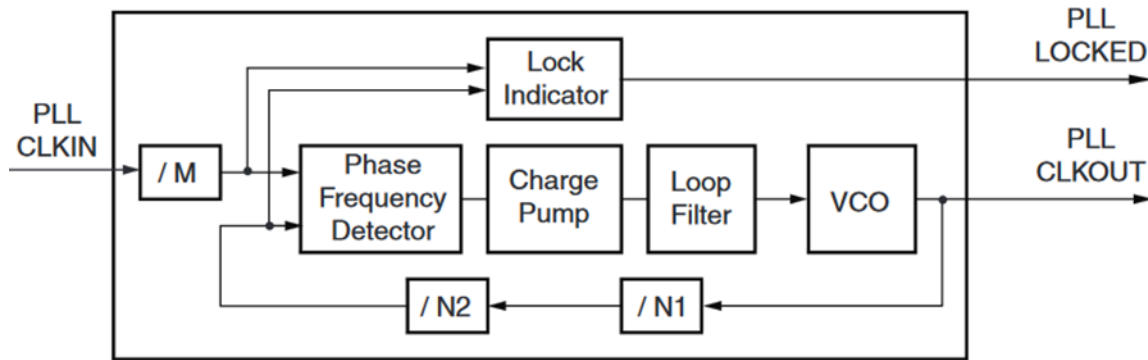 PLL
LOCKED
Lock
Indicator
PLL
CLKIN
/ M
Phase
Frequency
Detector
Charge
Pump
Loop
Filter
VCO
PLL
CLKOUT
/ N2
/ N1